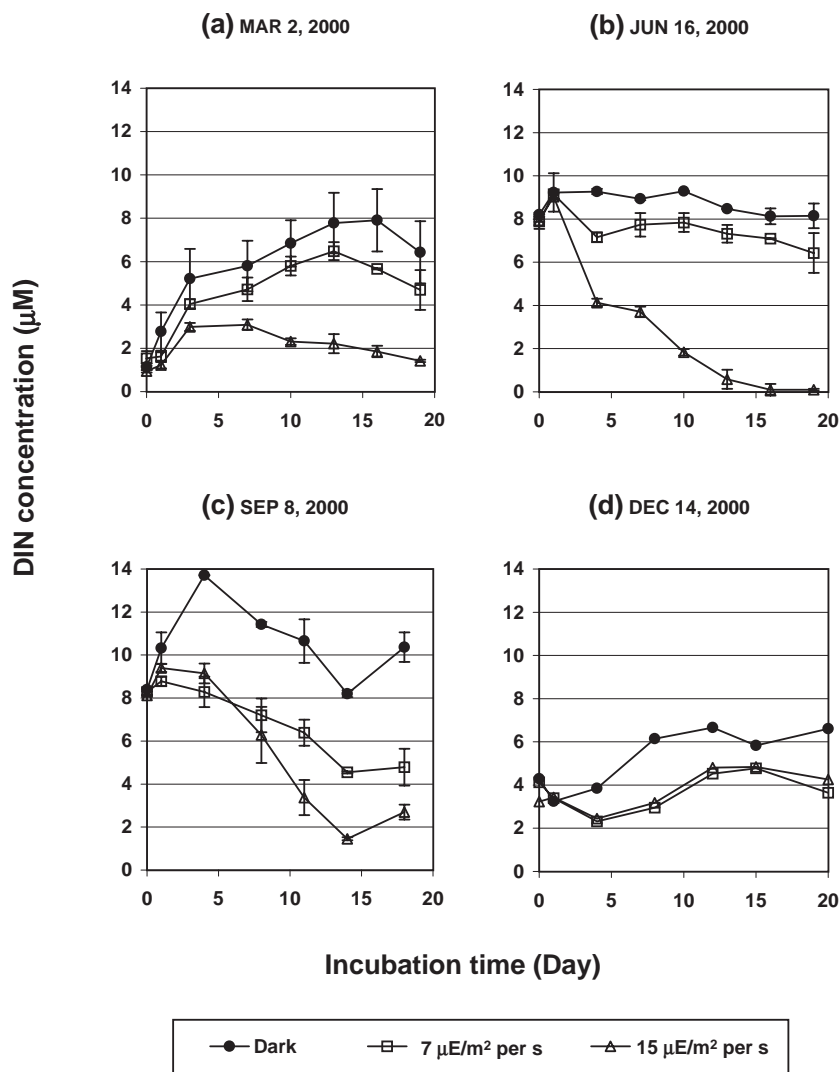 (a) MAR 2, 2000
(b) JUN 16, 2000
DIN concentration (μM)
14
12
10
8
6
4
2
0
0 5 10 15 20
14
12
10
8
6
4
2
0
0 5 10 15 20
(c) SEP 8, 2000
(d) DEC 14, 2000
14
12
10
8
6
4
2
0
0 5 10 15 20
14
12
10
8
6
4
2
0
0 5 10 15 20
Incubation time (Day)
Dark 7 μE/m² per s 15 μE/m² per s